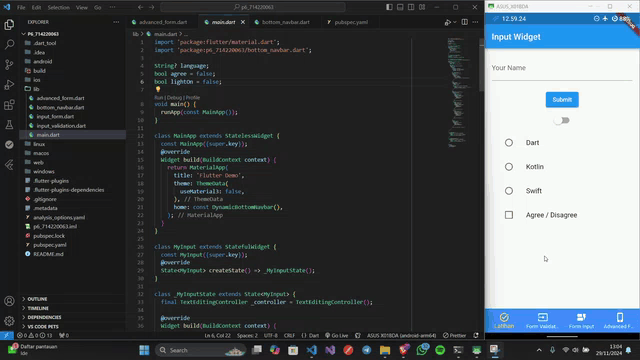 File Edit Selection View Go
p6_714220063
ASUS_X01BDA
EXPLORER
P6_714220063
.dart_tool
.idea
android
build
ios
lib
advanced_form.dart
bottom_navbar.dart
input_form.dart
input_validation.dart
main.dart
linux
macos
web
windows
.flutter-plugins
.flutter-plugins-dependencies
.gitignore
.metadata
analysis_options.yaml
p6_714220063.iml
pubspec.lock
pubspec.yaml
README.md
OUTLINE
TIMELINE
DEPENDENCIES
VS CODE PETS
advanced_form.dart
main.dart
bottom_navbar.dart
pubspec.yaml
lib > main.dart > ...
1 import 'package:flutter/material.dart';
2 import 'package:p6_714220063/bottom_navbar.dart';
3
4 String? language;
5 bool agree = false;
6 bool lightOn = false;
7
Run | Debug | Profile
8 void main() {
9 runApp(const MainApp());
10 }
11
12 class MainApp extends StatelessWidget {
13 const MainApp({super.key});
14 @override
15 Widget build(BuildContext context) {
16 return MaterialApp(
17 title: 'Flutter Demo',
18 theme: ThemeData(
19 useMaterial3: false,
20 ), // ThemeData
21 home: const DynamicBottomNavbar(),
22 ); // MaterialApp
23 }
24 }
25
26 class MyInput extends StatefulWidget {
27 const MyInput({super.key});
28 @override
29 State<MyInput> createState() => _MyInputState();
30 }
31
32 class _MyInputState extends State<MyInput> {
33 final TextEditingController _controller = TextEditingController();
34
35 @override
36 Widget build(BuildContext context) {
12.59.24
DEBUG
Input Widget
Your Name
Submit
Dart
Kotlin
Swift
Agree / Disagree
Latihan
Form Validat...
Form Input
Advanced F...
Ln 6, Col 22 Spaces: 2 UTF-8 CRLF Dart Go Live ASUS X01BDA (android-arm64) Prettier
Daftar pantauan
Ide
Search
13:04
29/11/2024